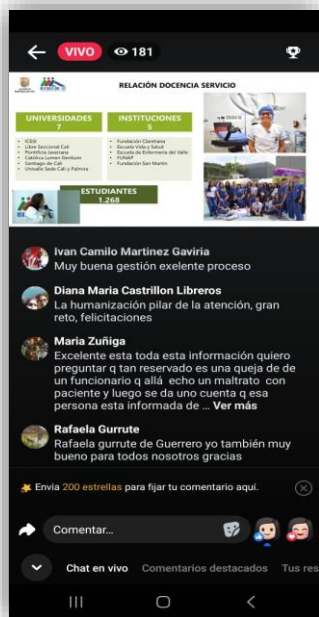 VIVO 181
RELACIÓN DOCENCIA SERVICIO
UNIVERSIDADES
7
INSTITUCIONES
5
ICESI
Libre Seccional Cali
Pontificia Javeriana
Católica Lumen Gentium
Santiago de Cali
Univalle Sede Cali y Palmira
Fundación Clareliana
Escuela Vida y Salud
Escuela de Enfermería del Valle
Fundación San Martín
ESTUDIANTES
1.268
Ivan Camilo Martinez Gaviria
Muy buena gestión exelente proceso
Diana Maria Castrillon Libreros
La humanización pilar de la atención, gran
reto, felicitaciones
Maria Zuñiga
Excelente esta toda esta información quiero
preguntar q tan reservado es una queja de de
un funcionario q allá echo un maltrato con
paciente y luego se da uno cuenta q esa
persona esta informada de ... Ver más
Rafaela Gurrute
Rafaela gurrute de Guerrero yo también muy
bueno para todos nosotros gracias
Envía 200 estrellas para fijar tu comentario aquí.
Comentar...
Chat en vivo Comentarios destacados Tus res